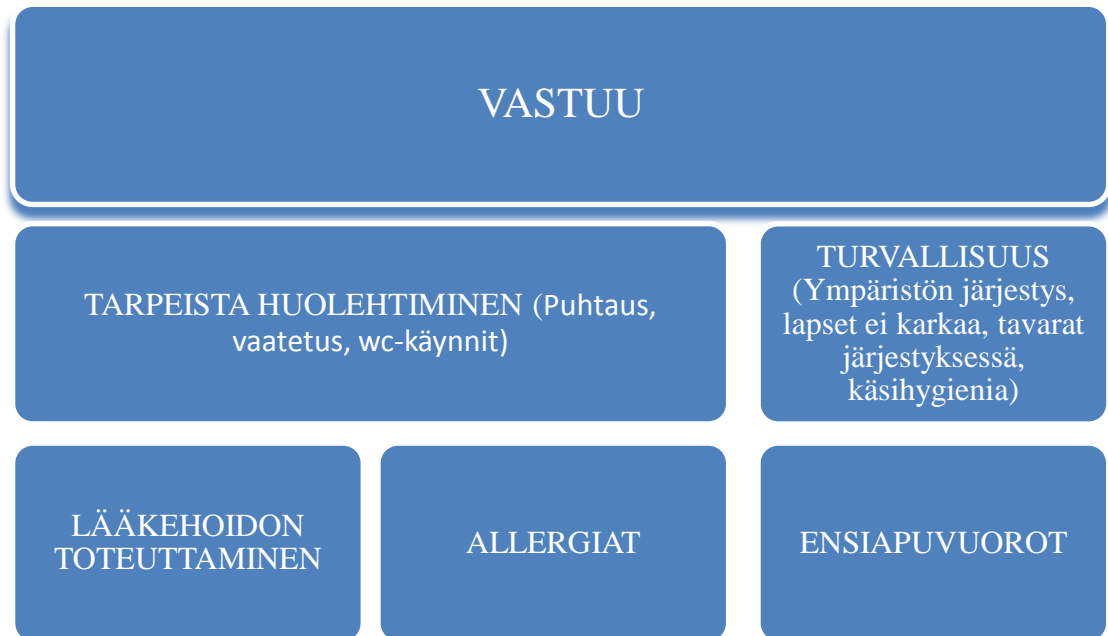 VASTUU
TARPEISTA HUOLEHTIMINEN (Puhtaus,
vaatetus, wc-käynnit)
TURVALLISUUS
(Ympäristön järjestys,
lapset ei karkaa, tavarat
järjestyksessä,
käsihygienia)
LÄÄKEHOIDON
TOTEUTTAMINEN
ALLERGIAT
ENSIAPUVUOROT